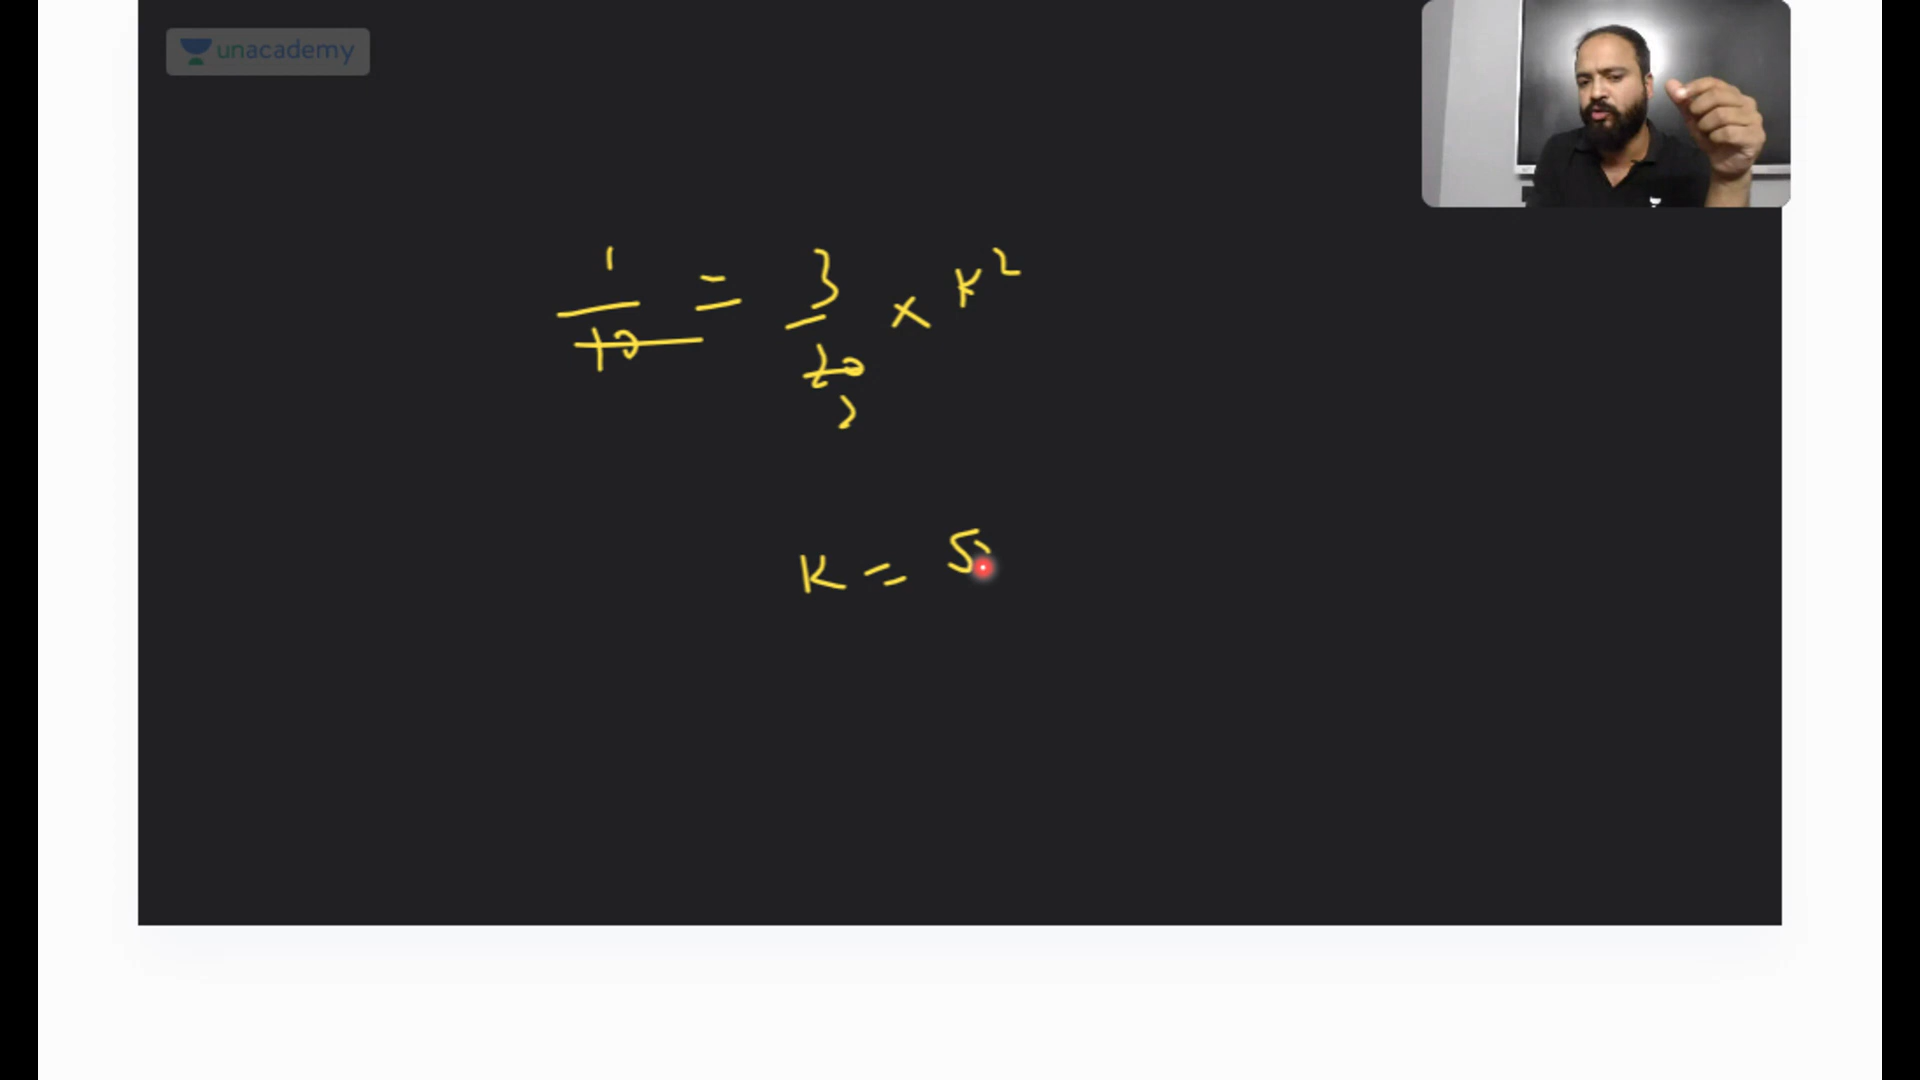 unacademy
1/10 = 3/20 × K²
2
K = 5